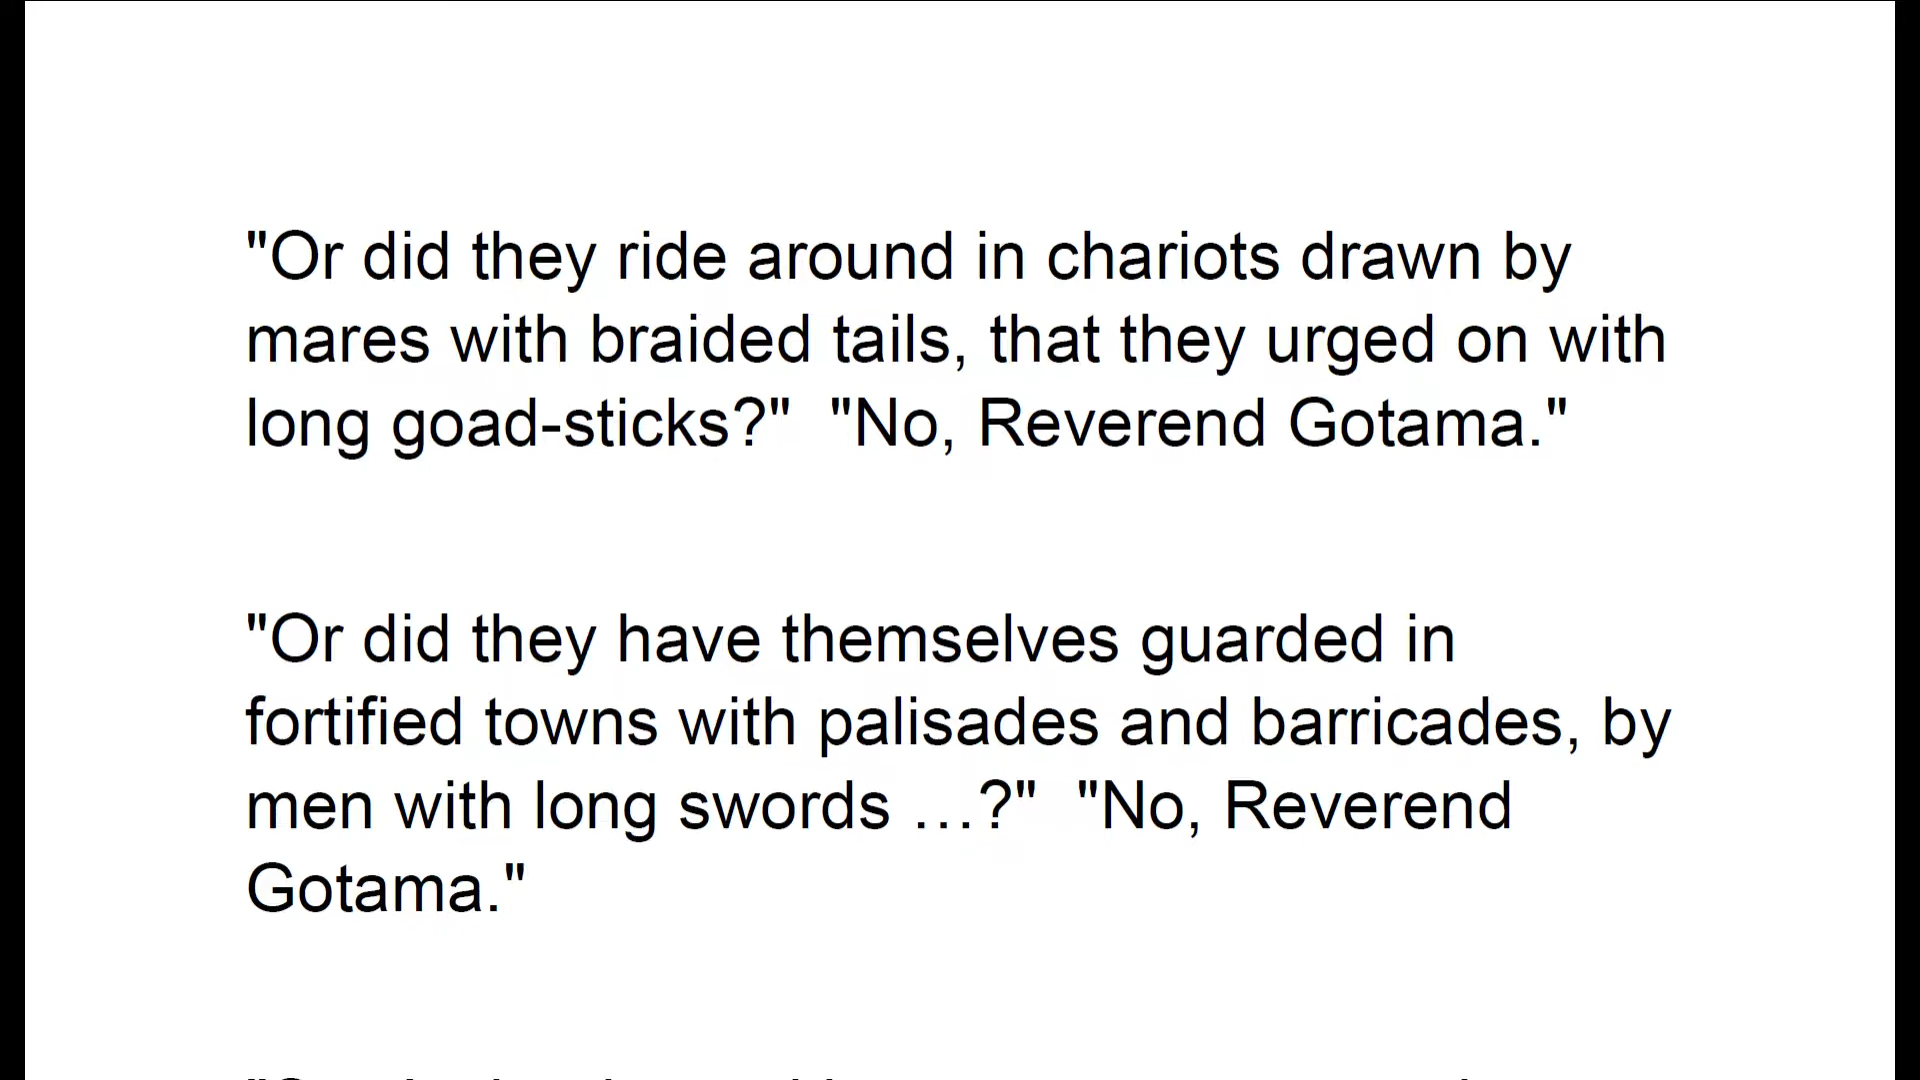 "Or did they ride around in chariots drawn by
mares with braided tails, that they urged on with
long goad-sticks?"  "No, Reverend Gotama."
"Or did they have themselves guarded in
fortified towns with palisades and barricades, by
men with long swords …?"  "No, Reverend
Gotama."